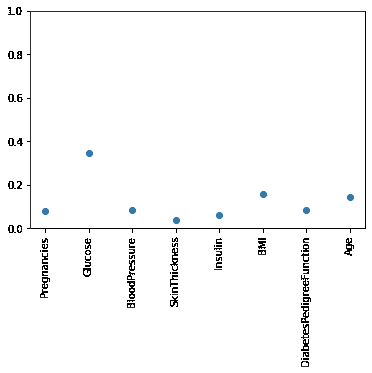 1.0
0.8
0.6
0.4
0.2
0.0
Pregnancies
Glucose
BloodPressure
SkinThickness
Insulin
BMI
DiabetesPedigreeFunction
Age